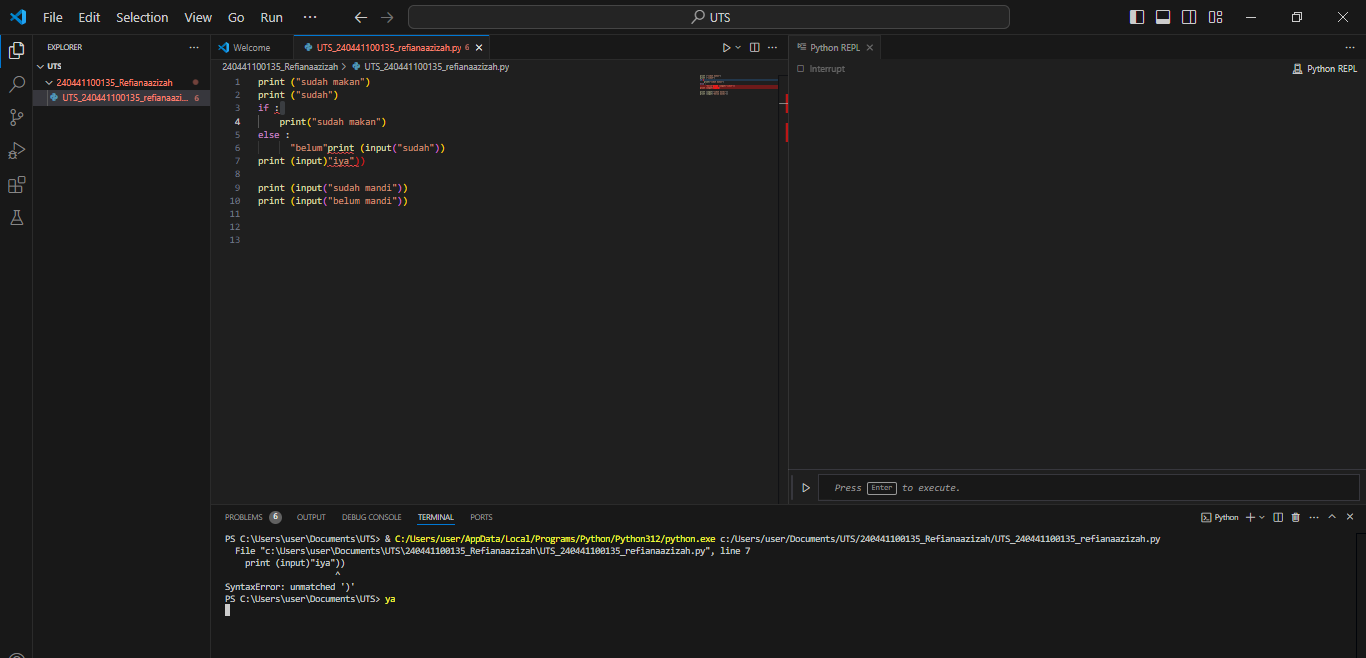 File Edit Selection View Go Run ··· UTS
EXPLORER ···
UTS
240441100135_Refianaazizah
UTS_240441100135_refianaazi... 6
Welcome UTS_240441100135_refianaazizah.py 6
240441100135_Refianaazizah > UTS_240441100135_refianaazizah.py
1 print ("sudah makan")
2 print ("sudah")
3 if :
4 print("sudah makan")
5 else :
6 "belum"print (input("sudah"))
7 print (input)"iya"))
8
9 print (input("sudah mandi"))
10 print (input("belum mandi"))
11
12
13
Python REPL
Interrupt Python REPL
Press Enter to execute.
PROBLEMS 6 OUTPUT DEBUG CONSOLE TERMINAL PORTS Python
PS C:\Users\user\Documents\UTS> & C:/Users/user/AppData/Local/Programs/Python/Python312/python.exe c:/Users/user/Documents/UTS/240441100135_Refianaazizah/UTS_240441100135_refianaazizah.py
File "c:\Users\user\Documents\UTS\240441100135_Refianaazizah\UTS_240441100135_refianaazizah.py", line 7
print (input)"iya"))
^
SyntaxError: unmatched ')'
PS C:\Users\user\Documents\UTS> ya